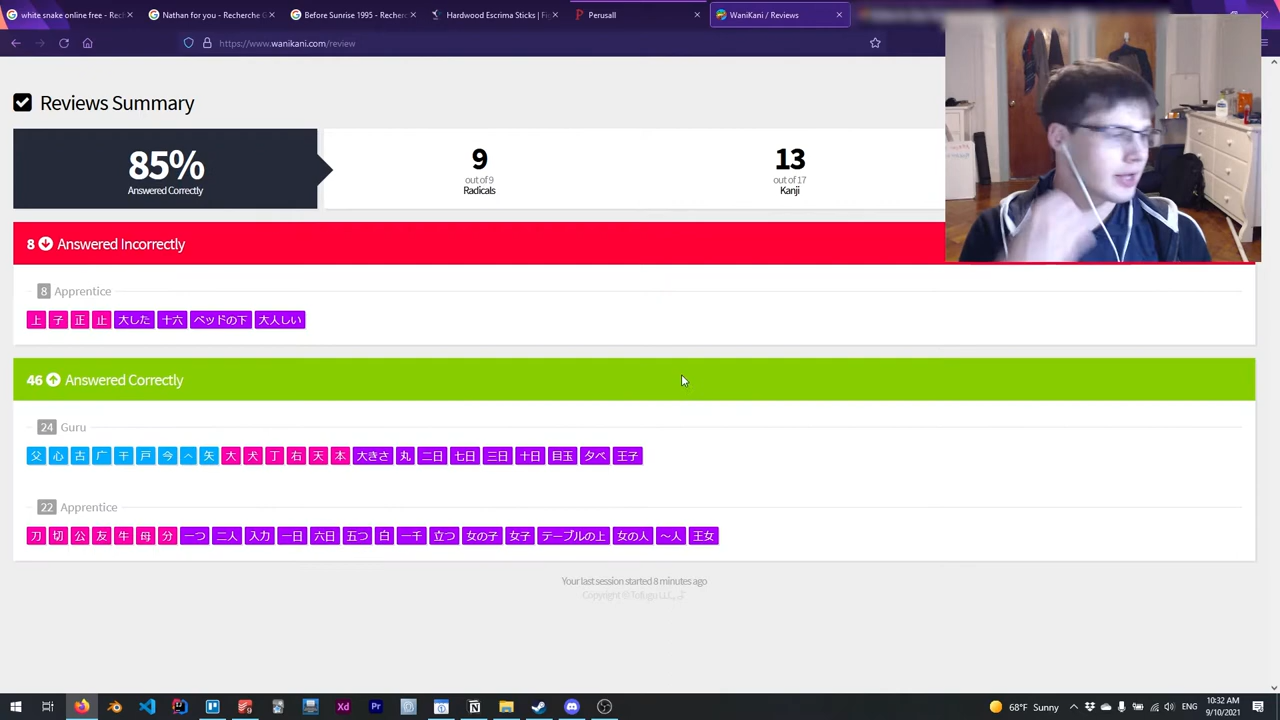 white snake online free - Rec
Nathan for you - Recherche G
Before Sunrise 1995 - Recherc
Hardwood Escrima Sticks | Fi
Perusall
WaniKani / Reviews
https://www.wanikani.com/review
Reviews Summary
85%
Answered Correctly
9
out of 9
Radicals
13
out of 17
Kanji
8 Answered Incorrectly
8 Apprentice
上 子 正 止 大した 十六 ベッドの下 大人しい
46 Answered Correctly
24 Guru
父 心 古 广 干 戸 今 𠆢 矢 大 犬 丁 右 天 本 大きさ 丸 二日 七日 三日 十日 目玉 夕べ 王子
22 Apprentice
刀 切 公 友 牛 母 分 一つ 二人 入力 一日 六日 五つ 白 一千 立つ 女の子 女子 テーブルの上 女の人 〜人 王女
Your last session started 8 minutes ago
Copyright © Tofugu
68°F Sunny
ENG
10:32 AM
9/10/2021